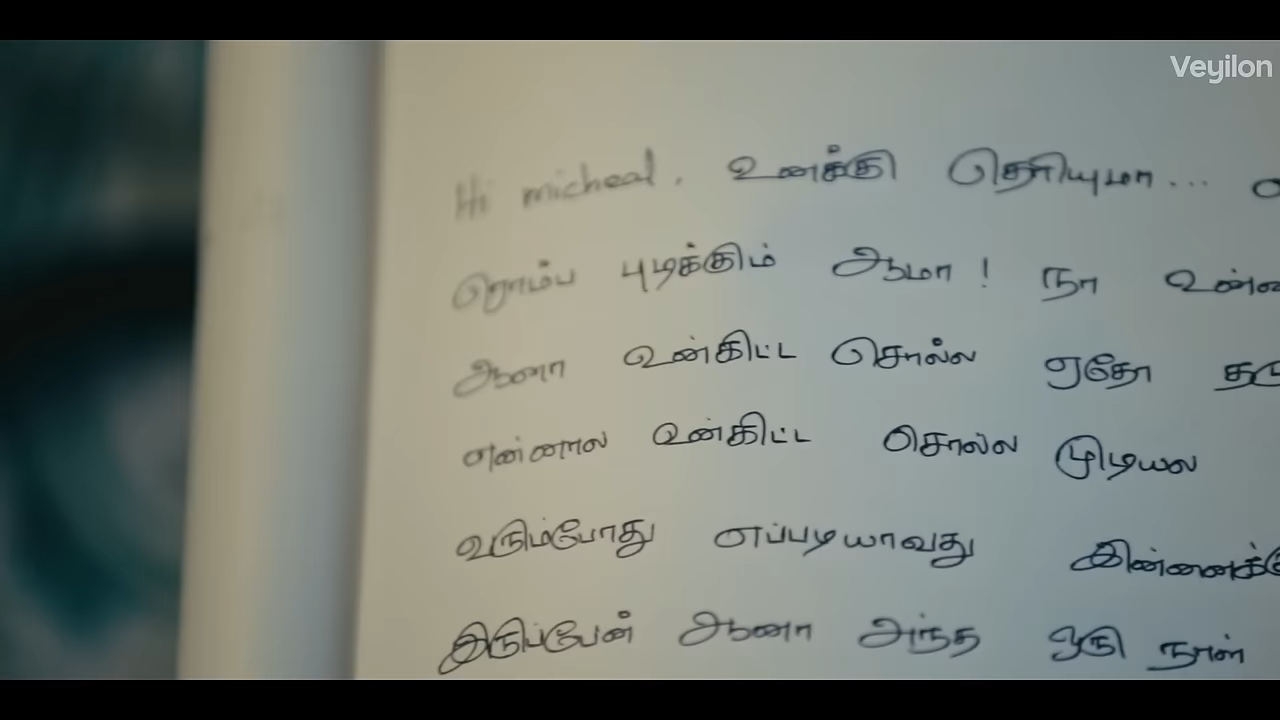 Veyilon
Hi micheal. உனக்கு தெரியுமா...
ரொம்ப புடிக்கும் ஆமா! நா
ஆனா உன்கிட்ட சொல்ல ஏதோ
என்னால உன்கிட்ட சொல்ல முடியல
வரும்போது எப்படியாவது
இருப்பேன் ஆனா அந்த ஒரு நாள்